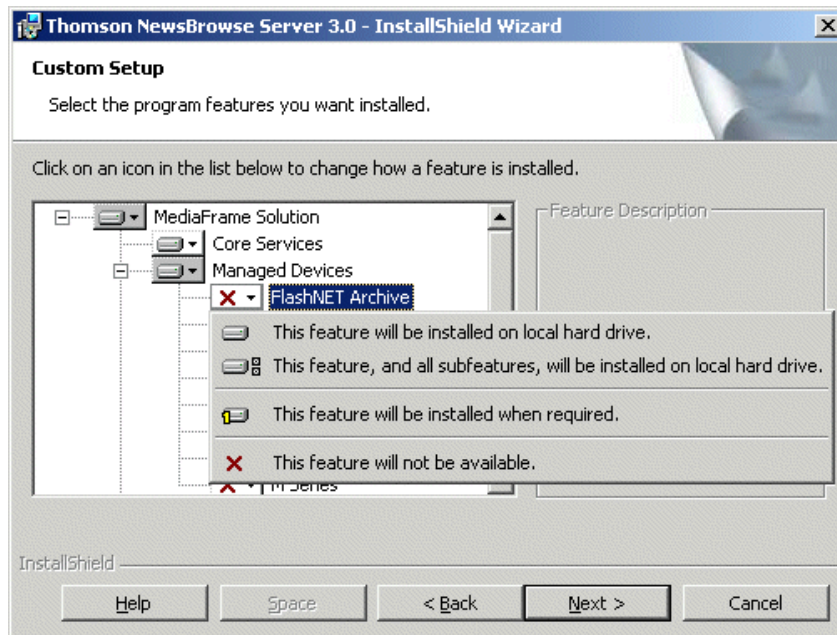 Thomson NewsBrowse Server 3.0 - InstallShield Wizard
Custom Setup
Select the program features you want installed.
Click on an icon in the list below to change how a feature is installed.
MediaFrame Solution
Feature Description
Core Services
Managed Devices
FlashNET Archive
This feature will be installed on local hard drive.
This feature, and all subfeatures, will be installed on local hard drive.
This feature will be installed when required.
This feature will not be available.
M Series
InstallShield
Help
Space
< Back
Next >
Cancel